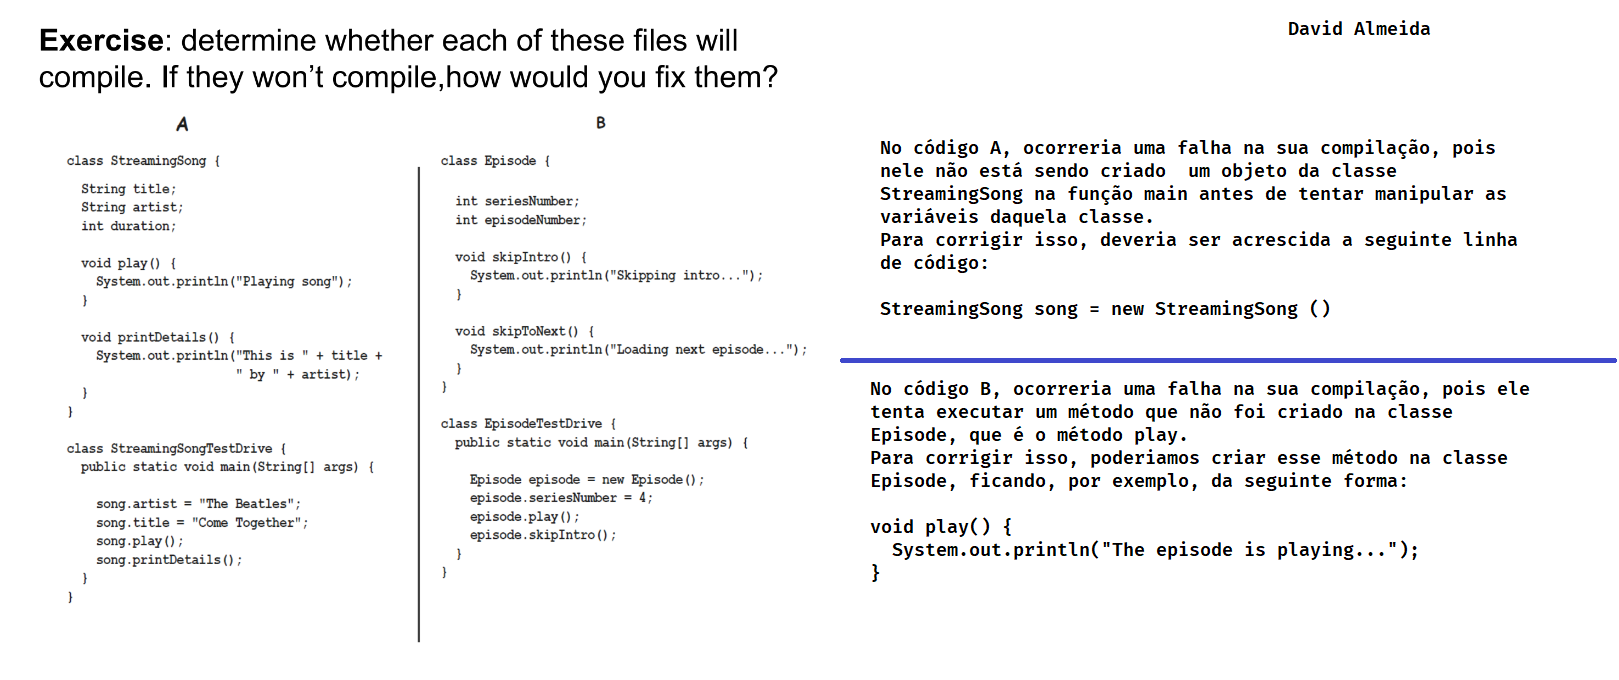 Exercise: determine whether each of these files will
compile. If they won't compile,how would you fix them?
A
class StreamingSong {
String title;
String artist;
int duration;
void play() {
System.out.println("Playing song");
}
void printDetails() {
System.out.println("This is " + title +
" by " + artist);
}
}
class StreamingSongTestDrive {
public static void main(String[] args) {
song.artist = "The Beatles";
song.title = "Come Together";
song.play();
song.printDetails();
}
}
B
class Episode {
int seriesNumber;
int episodeNumber;
void skipIntro() {
System.out.println("Skipping intro...");
}
void skipToNext() {
System.out.println("Loading next episode...");
}
}
class EpisodeTestDrive {
public static void main(String[] args) {
Episode episode = new Episode();
episode.seriesNumber = 4;
episode.play();
episode.skipIntro();
}
}
David Almeida
No código A, ocorreria uma falha na sua compilação, pois
nele não está sendo criado  um objeto da classe
StreamingSong na função main antes de tentar manipular as
variáveis daquela classe.
Para corrigir isso, deveria ser acrescida a seguinte linha
de código:
StreamingSong song = new StreamingSong ()
No código B, ocorreria uma falha na sua compilação, pois ele
tenta executar um método que não foi criado na classe
Episode, que é o método play.
Para corrigir isso, poderiamos criar esse método na classe
Episode, ficando, por exemplo, da seguinte forma:
void play() {
System.out.println("The episode is playing...");
}